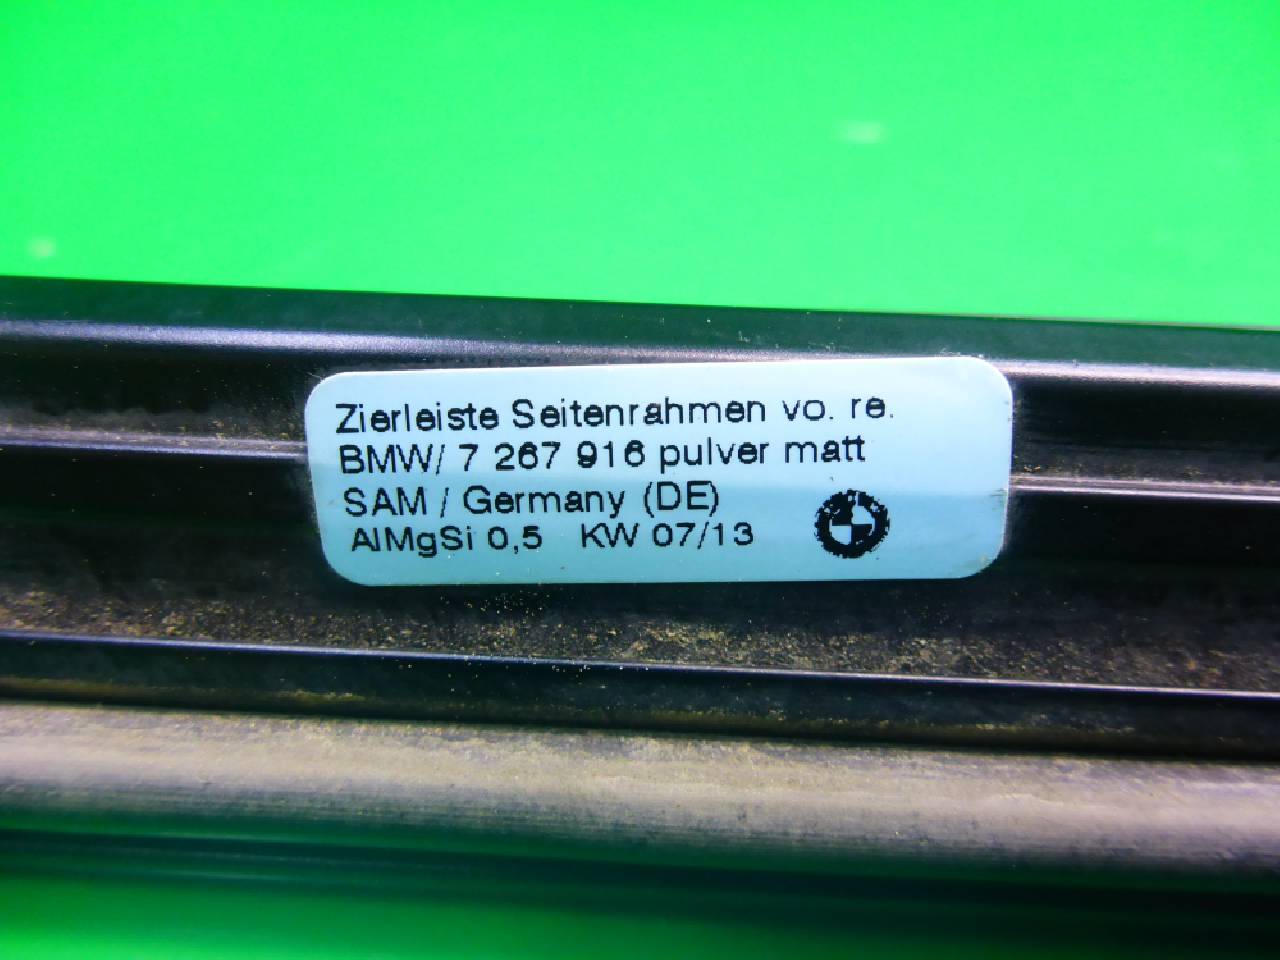 Zierleiste Seitenrahmen vo. re.
BMW/ 7 267 916 pulver matt
SAM / Germany (DE)
AlMgSi 0,5 KW 07/13